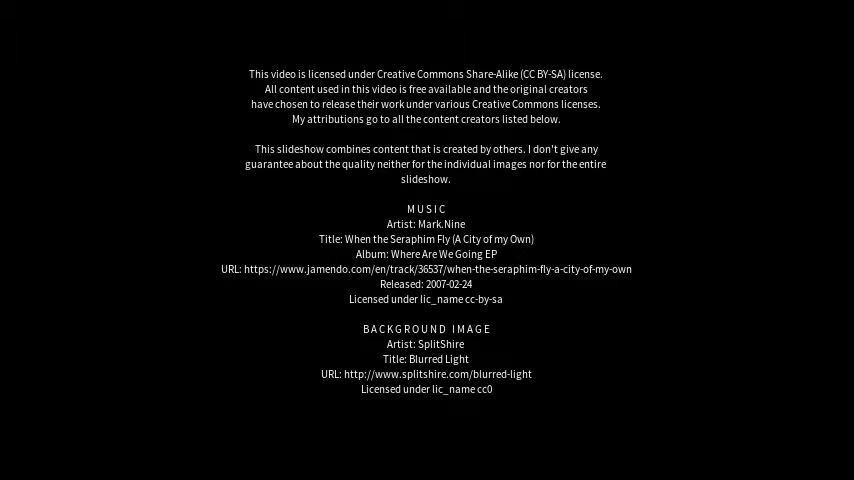 This video is licensed under Creative Commons Share-Alike (CC BY-SA) license.
All content used in this video is free available and the original creators
have chosen to release their work under various Creative Commons licenses.
My attributions go to all the content creators listed below.
This slideshow combines content that is created by others. I don't give any
guarantee about the quality neither for the individual images nor for the entire
slideshow.
MUSIC
Artist: Mark.Nine
Title: When the Seraphim Fly (A City of my Own)
Album: Where Are We Going EP
URL: https://www.jamendo.com/en/track/36537/when-the-seraphim-fly-a-city-of-my-own
Released: 2007-02-24
Licensed under lic_name cc-by-sa
BACKGROUND IMAGE
Artist: SplitShire
Title: Blurred Light
URL: http://www.splitshire.com/blurred-light
Licensed under lic_name cc0